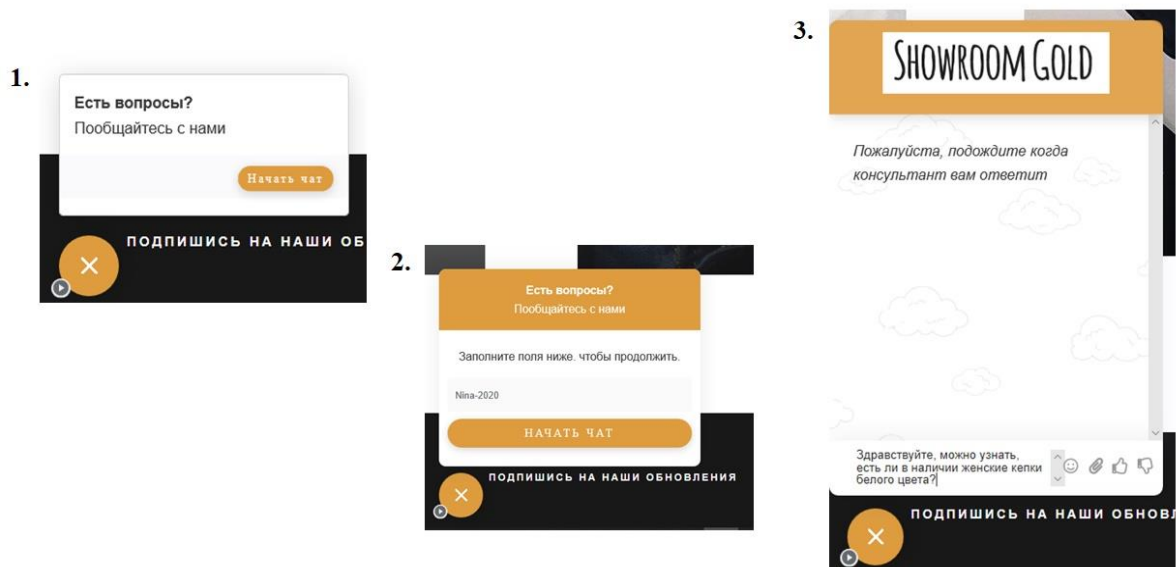 1.
Есть вопросы?
Пообщайтесь с нами
Начать чат
ПОДПИШИСЬ НА НАШИ ОБ
2.
Есть вопросы?
Пообщайтесь с нами
Заполните поля ниже. чтобы продолжить.
Nina-2020
НАЧАТЬ ЧАТ
ПОДПИШИСЬ НА НАШИ ОБНОВЛЕНИЯ
3.
SHOWROOM GOLD
Пожалуйста, подождите когда
консультант вам ответит
Здравствуйте, можно узнать,
есть ли в наличии женские кепки
белого цвета?
ПОДПИШИСЬ НА НАШИ ОБНОВЛ